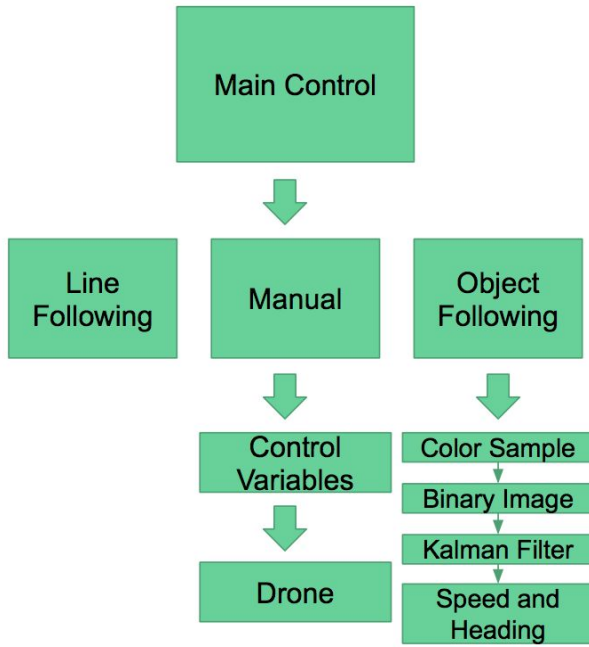 Main Control
Line
Following
Manual
Object
Following
Control
Variables
Drone
Color Sample
Binary Image
Kalman Filter
Speed and
Heading